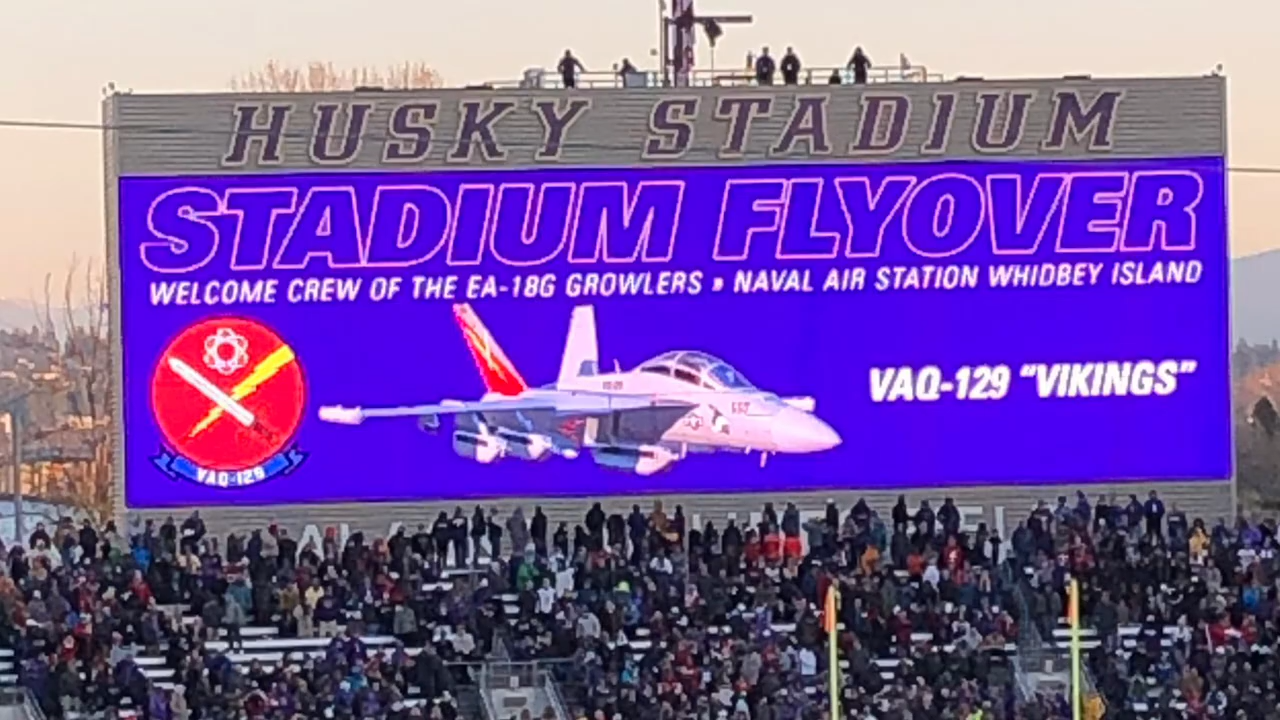 HUSKY STADIUM
STADIUM FLYOVER
WELCOME CREW OF THE EA-18G GROWLERS » NAVAL AIR STATION WHIDBEY ISLAND
VAQ-129 "VIKINGS"
VAQ-129